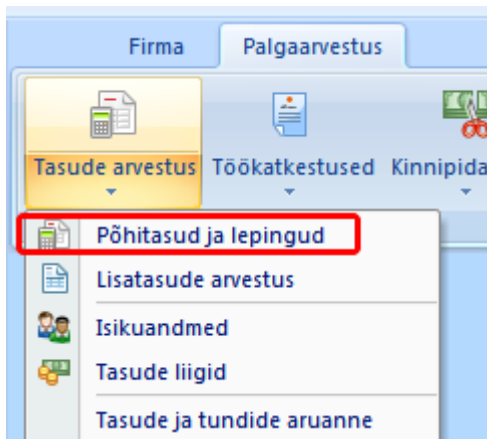 Firma Palgaarvestus
Tasude arvestus Töökatkestused Kinnipida
Põhitasud ja lepingud
Lisatasude arvestus
Isikuandmed
Tasude liigid
Tasude ja tundide aruanne